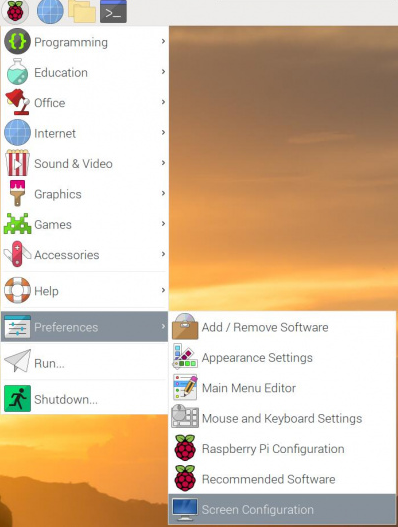 >_
Programming
Education
Office
Internet
Sound & Video
Graphics
Games
Accessories
Help
Preferences
Add / Remove Software
Appearance Settings
Main Menu Editor
Mouse and Keyboard Settings
Raspberry Pi Configuration
Recommended Software
Screen Configuration
Run...
Shutdown...